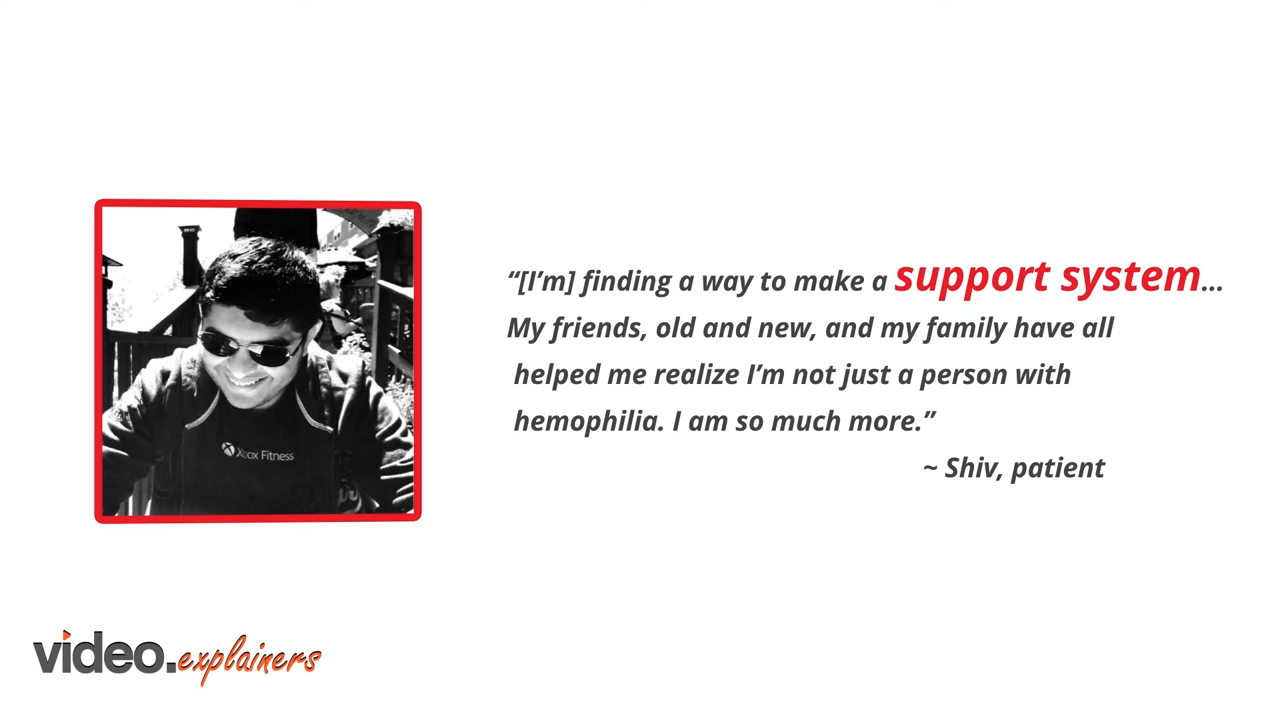 “[I’m] finding a way to make a support system...
My friends, old and new, and my family have all
helped me realize I’m not just a person with
hemophilia. I am so much more.”
~ Shiv, patient
Xbox Fitness
video.explainers